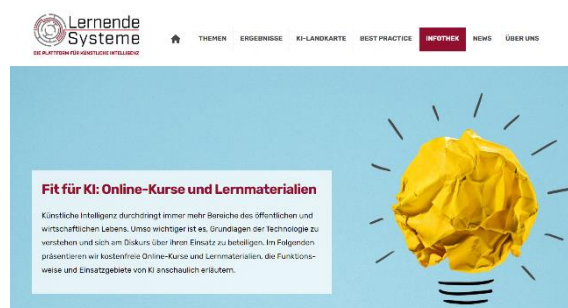 Lernende
Systeme
DIE PLATTFORM FÜR KÜNSTLICHE INTELLIGENZ
THEMEN ERGEBNISSE KI-LANDKARTE BEST PRACTICE INFOTHEK NEWS ÜBER UNS
Fit für KI: Online-Kurse und Lernmaterialien
Künstliche Intelligenz durchdringt immer mehr Bereiche des öffentlichen und
wirtschaftlichen Lebens. Umso wichtiger ist es, Grundlagen der Technologie zu
verstehen und sich am Diskurs über ihren Einsatz zu beteiligen. Im Folgenden
präsentieren wir kostenfreie Online-Kurse und Lernmaterialien, die Funktions-
weise und Einsatzgebiete von KI anschaulich erläutern.